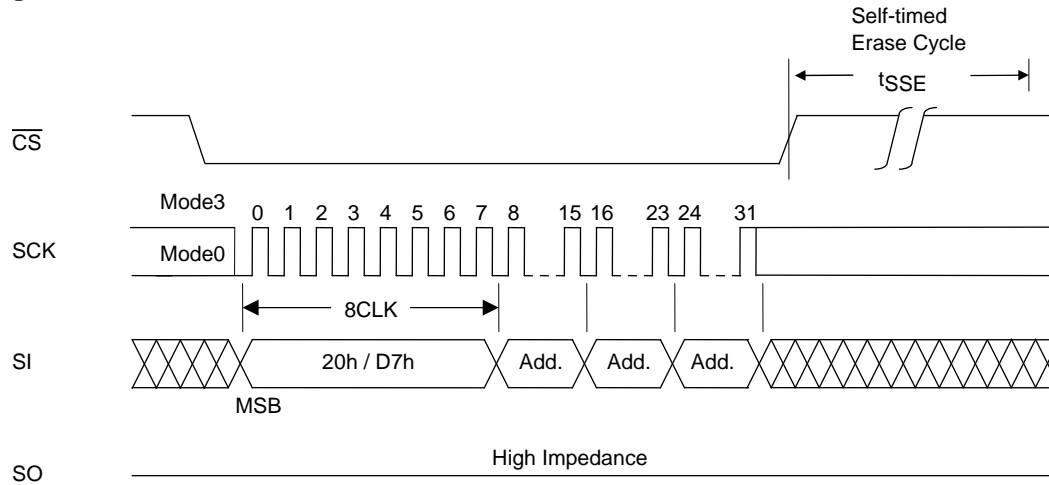 Self-timed
Erase Cycle
tSSE
CS
Mode3
0 1 2 3 4 5 6 7 8 15 16 23 24 31
SCK
Mode0
8CLK
SI
20h / D7h
Add.
Add.
Add.
MSB
High Impedance
SO